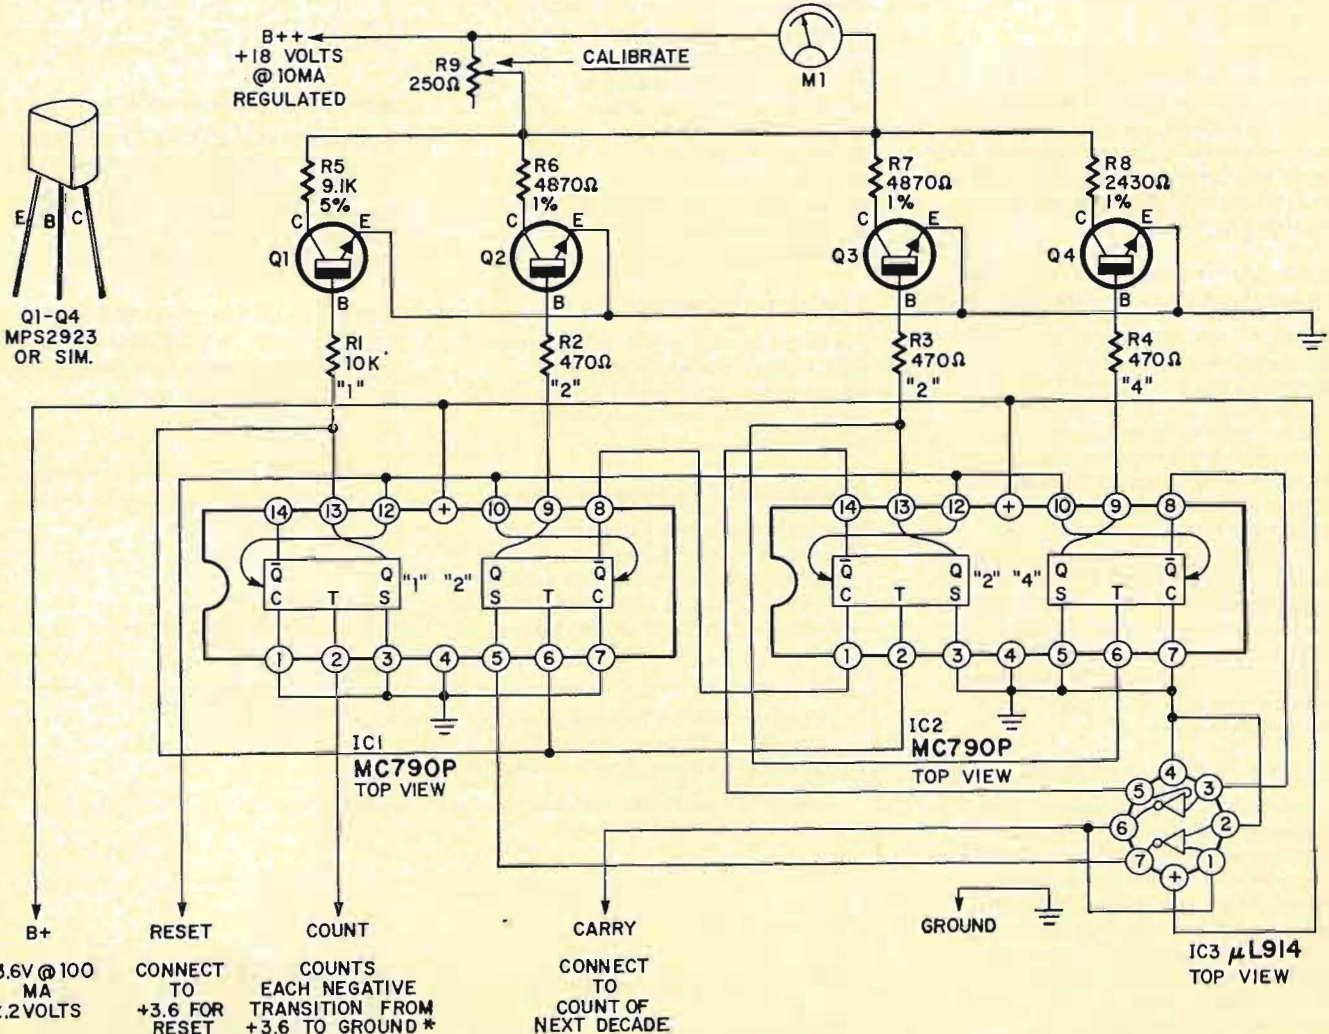 B++
+18 VOLTS
@ 10MA
REGULATED
R9
250Ω
CALIBRATE
M1
E B C
Q1-Q4
MPS2923
OR SIM.
R5
9.1K
5%
R6
4870Ω
1%
R7
4870Ω
1%
R8
2430Ω
1%
C E
Q1
B
C E
Q2
B
C E
Q3
B
C E
Q4
B
R1
10K
"1"
R2
470Ω
"2"
R3
470Ω
"2"
R4
470Ω
"4"
14 13 12 + 10 9 8
Q̄ Q "1" "2" Q Q̄
C T S S T C
1 2 3 4 5 6 7
IC1
MC790P
TOP VIEW
14 13 12 + 10 9 8
Q̄ Q "2" "4" Q Q̄
C T S S T C
1 2 3 4 5 6 7
IC2
MC790P
TOP VIEW
4
5 3
6 2
7 1
+
IC3 μL914
TOP VIEW
B+
3.6V @ 100
MA
.2 VOLTS
RESET
CONNECT
TO
+3.6 FOR
RESET
COUNT
COUNTS
EACH NEGATIVE
TRANSITION FROM
+3.6 TO GROUND *
CARRY
CONNECT
TO
COUNT OF
NEXT DECADE
GROUND